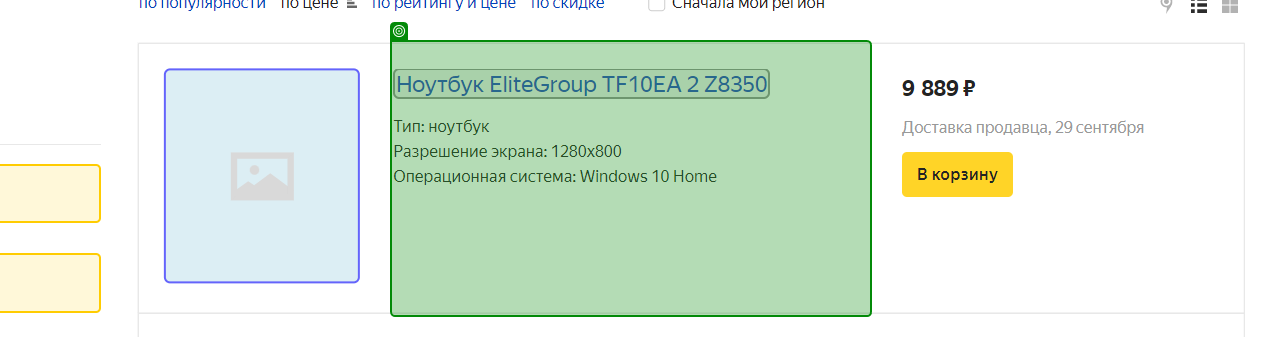 по популярности по цене по рейтингу и цене по скидке Сначала мой регион
Ноутбук EliteGroup TF10EA 2 Z8350
9 889 ₽
Тип: ноутбук
Доставка продавца, 29 сентября
Разрешение экрана: 1280x800
Операционная система: Windows 10 Home
В корзину